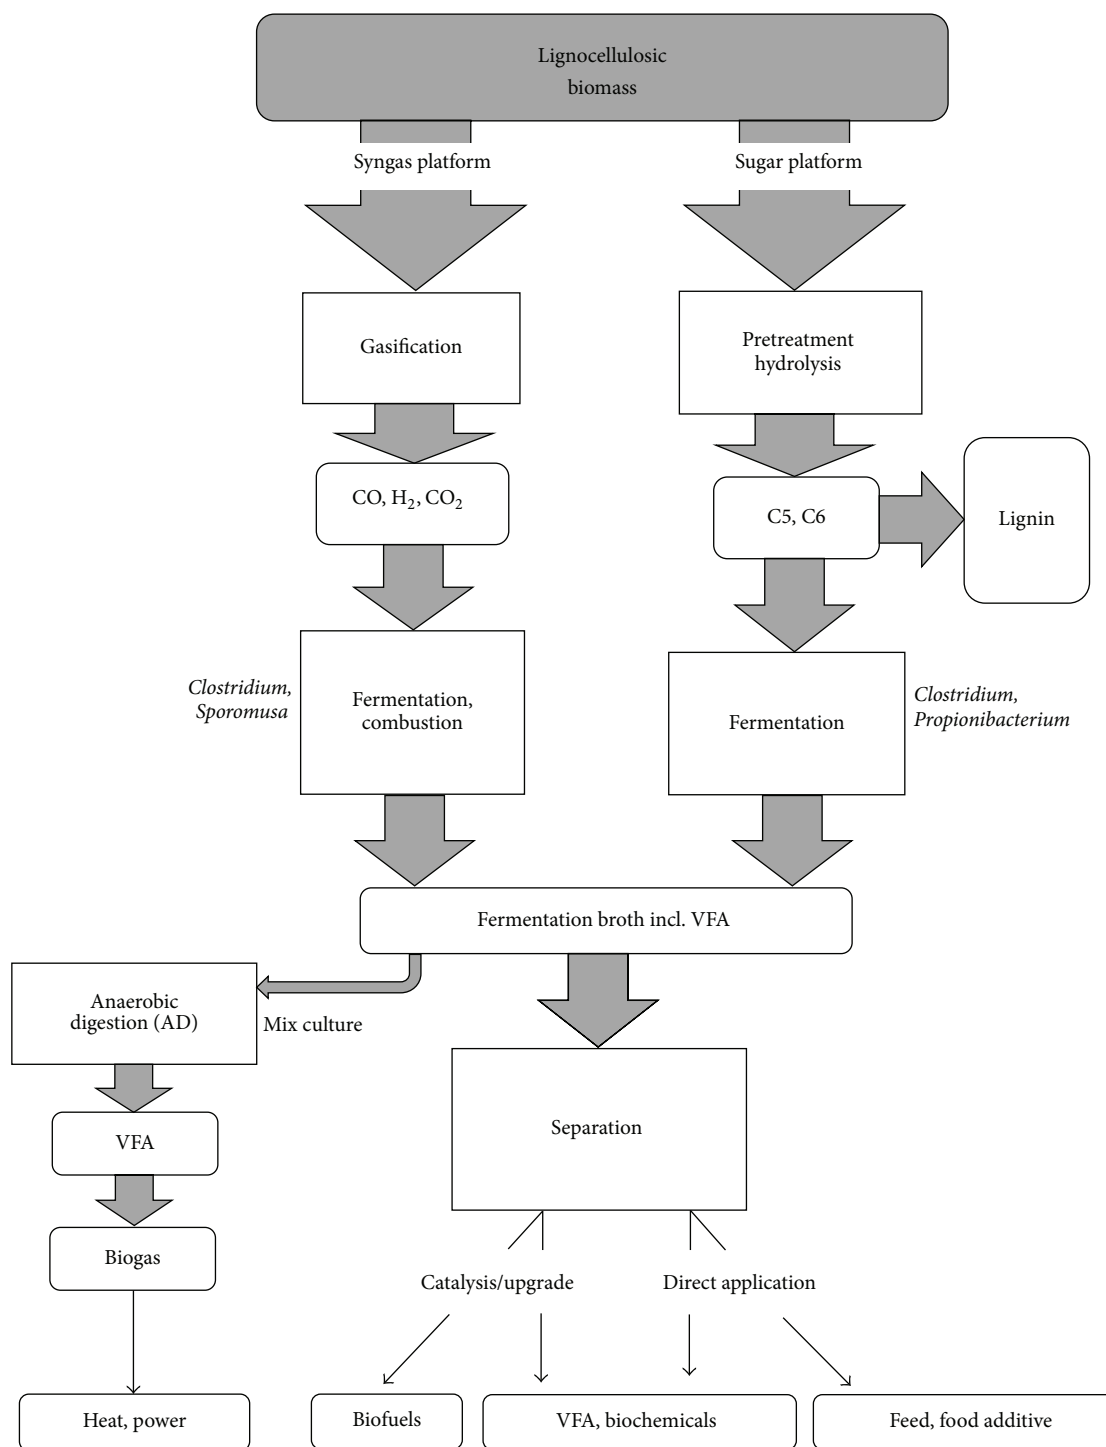 Lignocellulosic
biomass
Syngas platform
Sugar platform
Gasification
Pretreatment
hydrolysis
CO, H₂, CO₂
C5, C6
Lignin
Clostridium,
Sporomusa
Fermentation,
combustion
Fermentation
Clostridium,
Propionibacterium
Fermentation broth incl. VFA
Anaerobic
digestion (AD)
Mix culture
Separation
VFA
Biogas
Catalysis/upgrade
Direct application
Heat, power
Biofuels
VFA, biochemicals
Feed, food additive